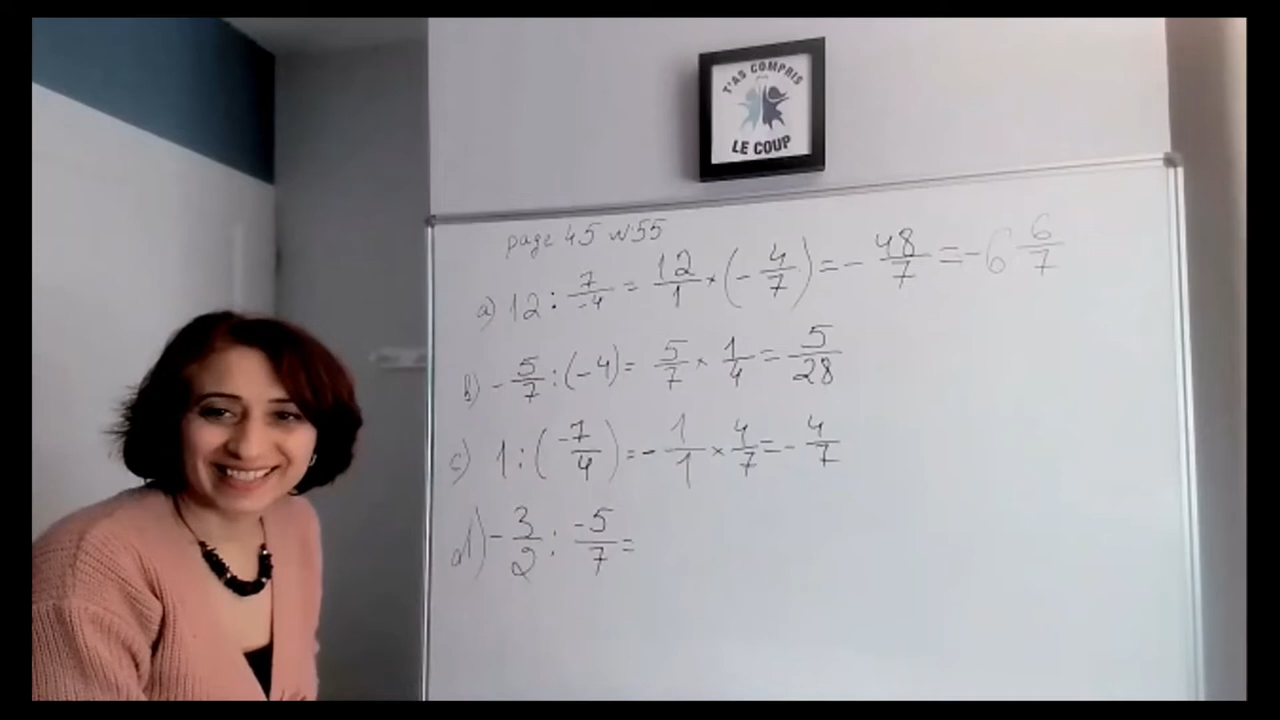 T'AS COMPRIS
LE COUP
page 45 N55
a) 12 : 7/-4 = 12/1 × (- 4/7) = - 48/7 = - 6 6/7
b) - 5/7 : (-4) = 5/7 × 1/4 = 5/28
c) 1 : (-7/4) = - 1/1 × 4/7 = - 4/7
d) - 3/2 : -5/7 =